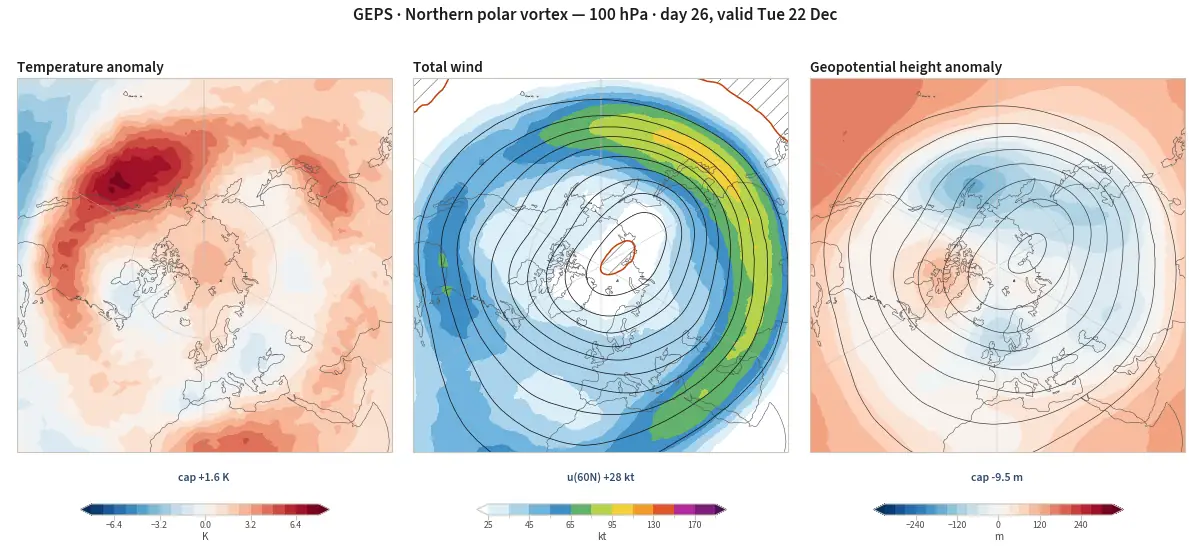 GEPS · Northern polar vortex — 100 hPa · day 26, valid Tue 22 Dec
Temperature anomaly
Total wind
Geopotential height anomaly
cap +1.6 K
u(60N) +28 kt
cap -9.5 m
−6.4 −3.2 0.0 3.2 6.4
K
25 45 65 95 130 170
kt
−240 −120 0 120 240
m